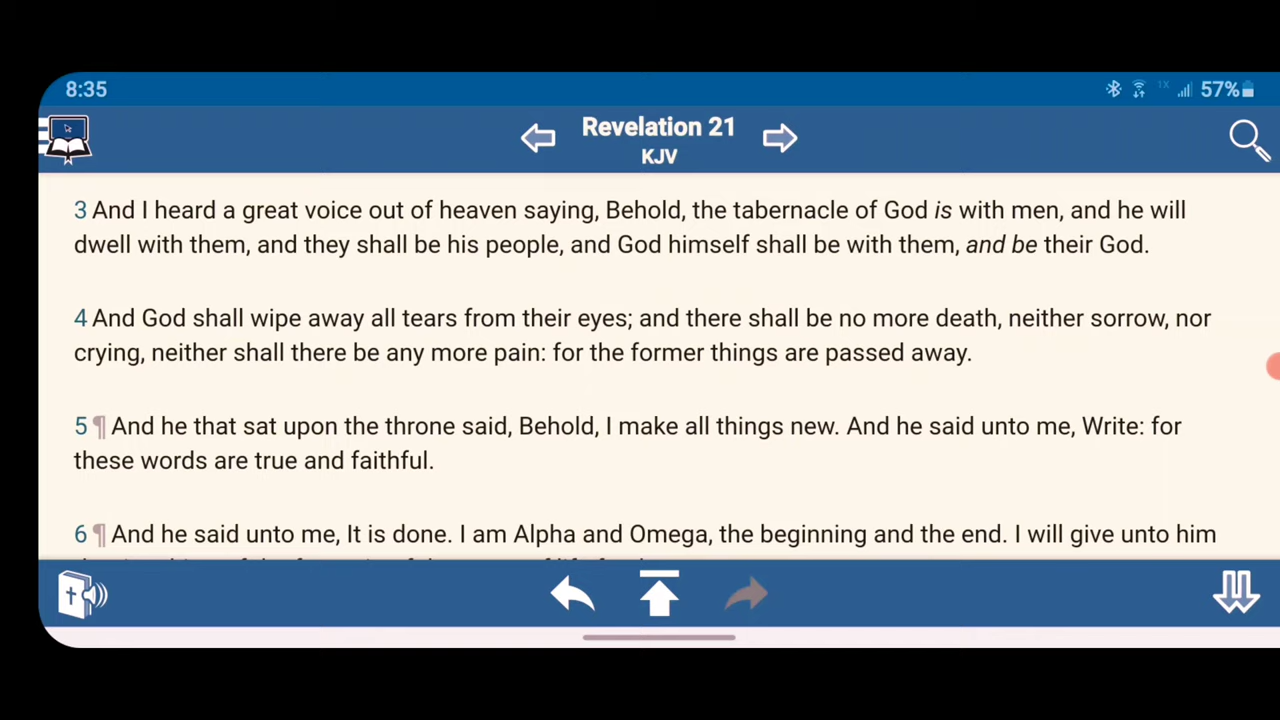 8:35
1X 57%
Revelation 21
KJV
3 And I heard a great voice out of heaven saying, Behold, the tabernacle of God is with men, and he will
dwell with them, and they shall be his people, and God himself shall be with them, and be their God.
4 And God shall wipe away all tears from their eyes; and there shall be no more death, neither sorrow, nor
crying, neither shall there be any more pain: for the former things are passed away.
5 ¶ And he that sat upon the throne said, Behold, I make all things new. And he said unto me, Write: for
these words are true and faithful.
6 ¶ And he said unto me, It is done. I am Alpha and Omega, the beginning and the end. I will give unto him